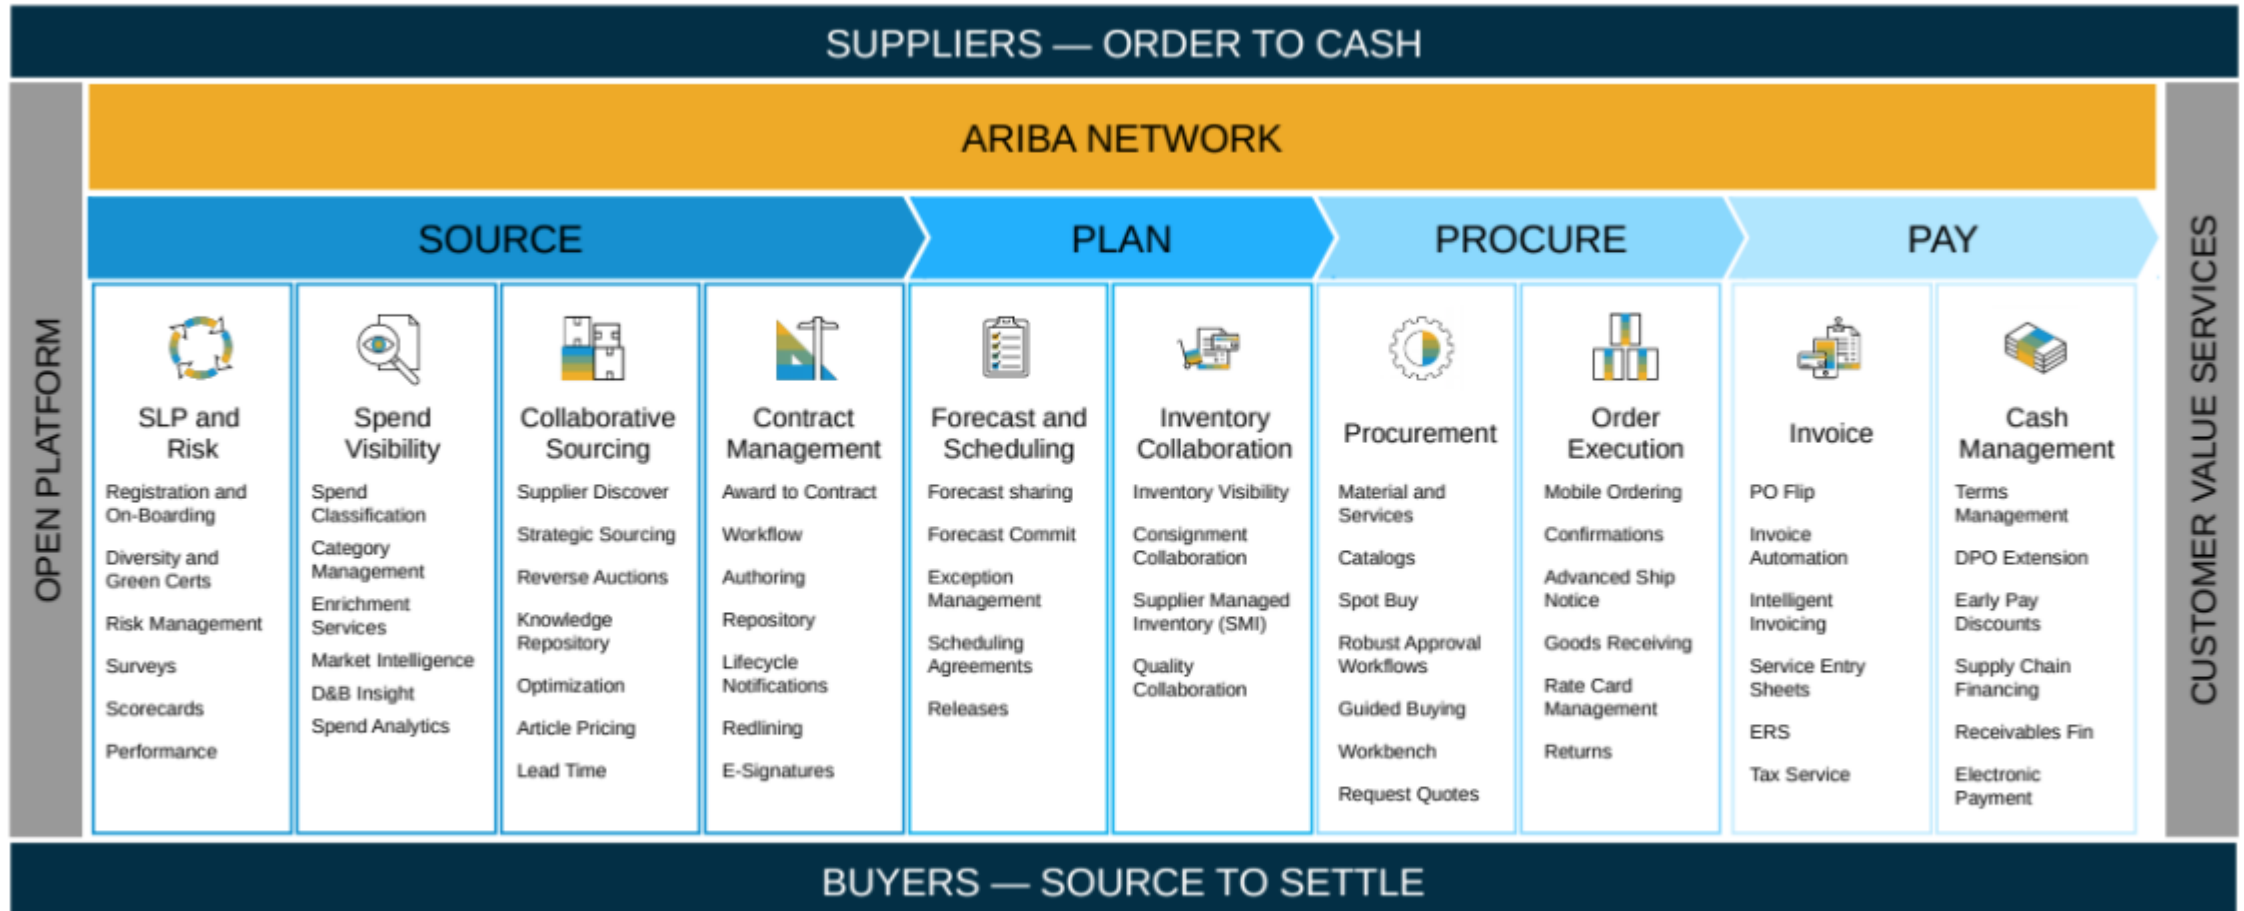 SUPPLIERS — ORDER TO CASH
OPEN PLATFORM
ARIBA NETWORK
SOURCE
PLAN
PROCURE
PAY
SLP and
Risk
Registration and
On-Boarding
Diversity and
Green Certs
Risk Management
Surveys
Scorecards
Performance
Spend
Visibility
Spend
Classification
Category
Management
Enrichment
Services
Market Intelligence
D&B Insight
Spend Analytics
Collaborative
Sourcing
Supplier Discover
Strategic Sourcing
Reverse Auctions
Knowledge
Repository
Optimization
Article Pricing
Lead Time
Contract
Management
Award to Contract
Workflow
Authoring
Repository
Lifecycle
Notifications
Redlining
E-Signatures
Forecast and
Scheduling
Forecast sharing
Forecast Commit
Exception
Management
Scheduling
Agreements
Releases
Inventory
Collaboration
Inventory Visibility
Consignment
Collaboration
Supplier Managed
Inventory (SMI)
Quality
Collaboration
Procurement
Material and
Services
Catalogs
Spot Buy
Robust Approval
Workflows
Guided Buying
Workbench
Request Quotes
Order
Execution
Mobile Ordering
Confirmations
Advanced Ship
Notice
Goods Receiving
Rate Card
Management
Returns
Invoice
PO Flip
Invoice
Automation
Intelligent
Invoicing
Service Entry
Sheets
ERS
Tax Service
Cash
Management
Terms
Management
DPO Extension
Early Pay
Discounts
Supply Chain
Financing
Receivables Fin
Electronic
Payment
CUSTOMER VALUE SERVICES
BUYERS — SOURCE TO SETTLE